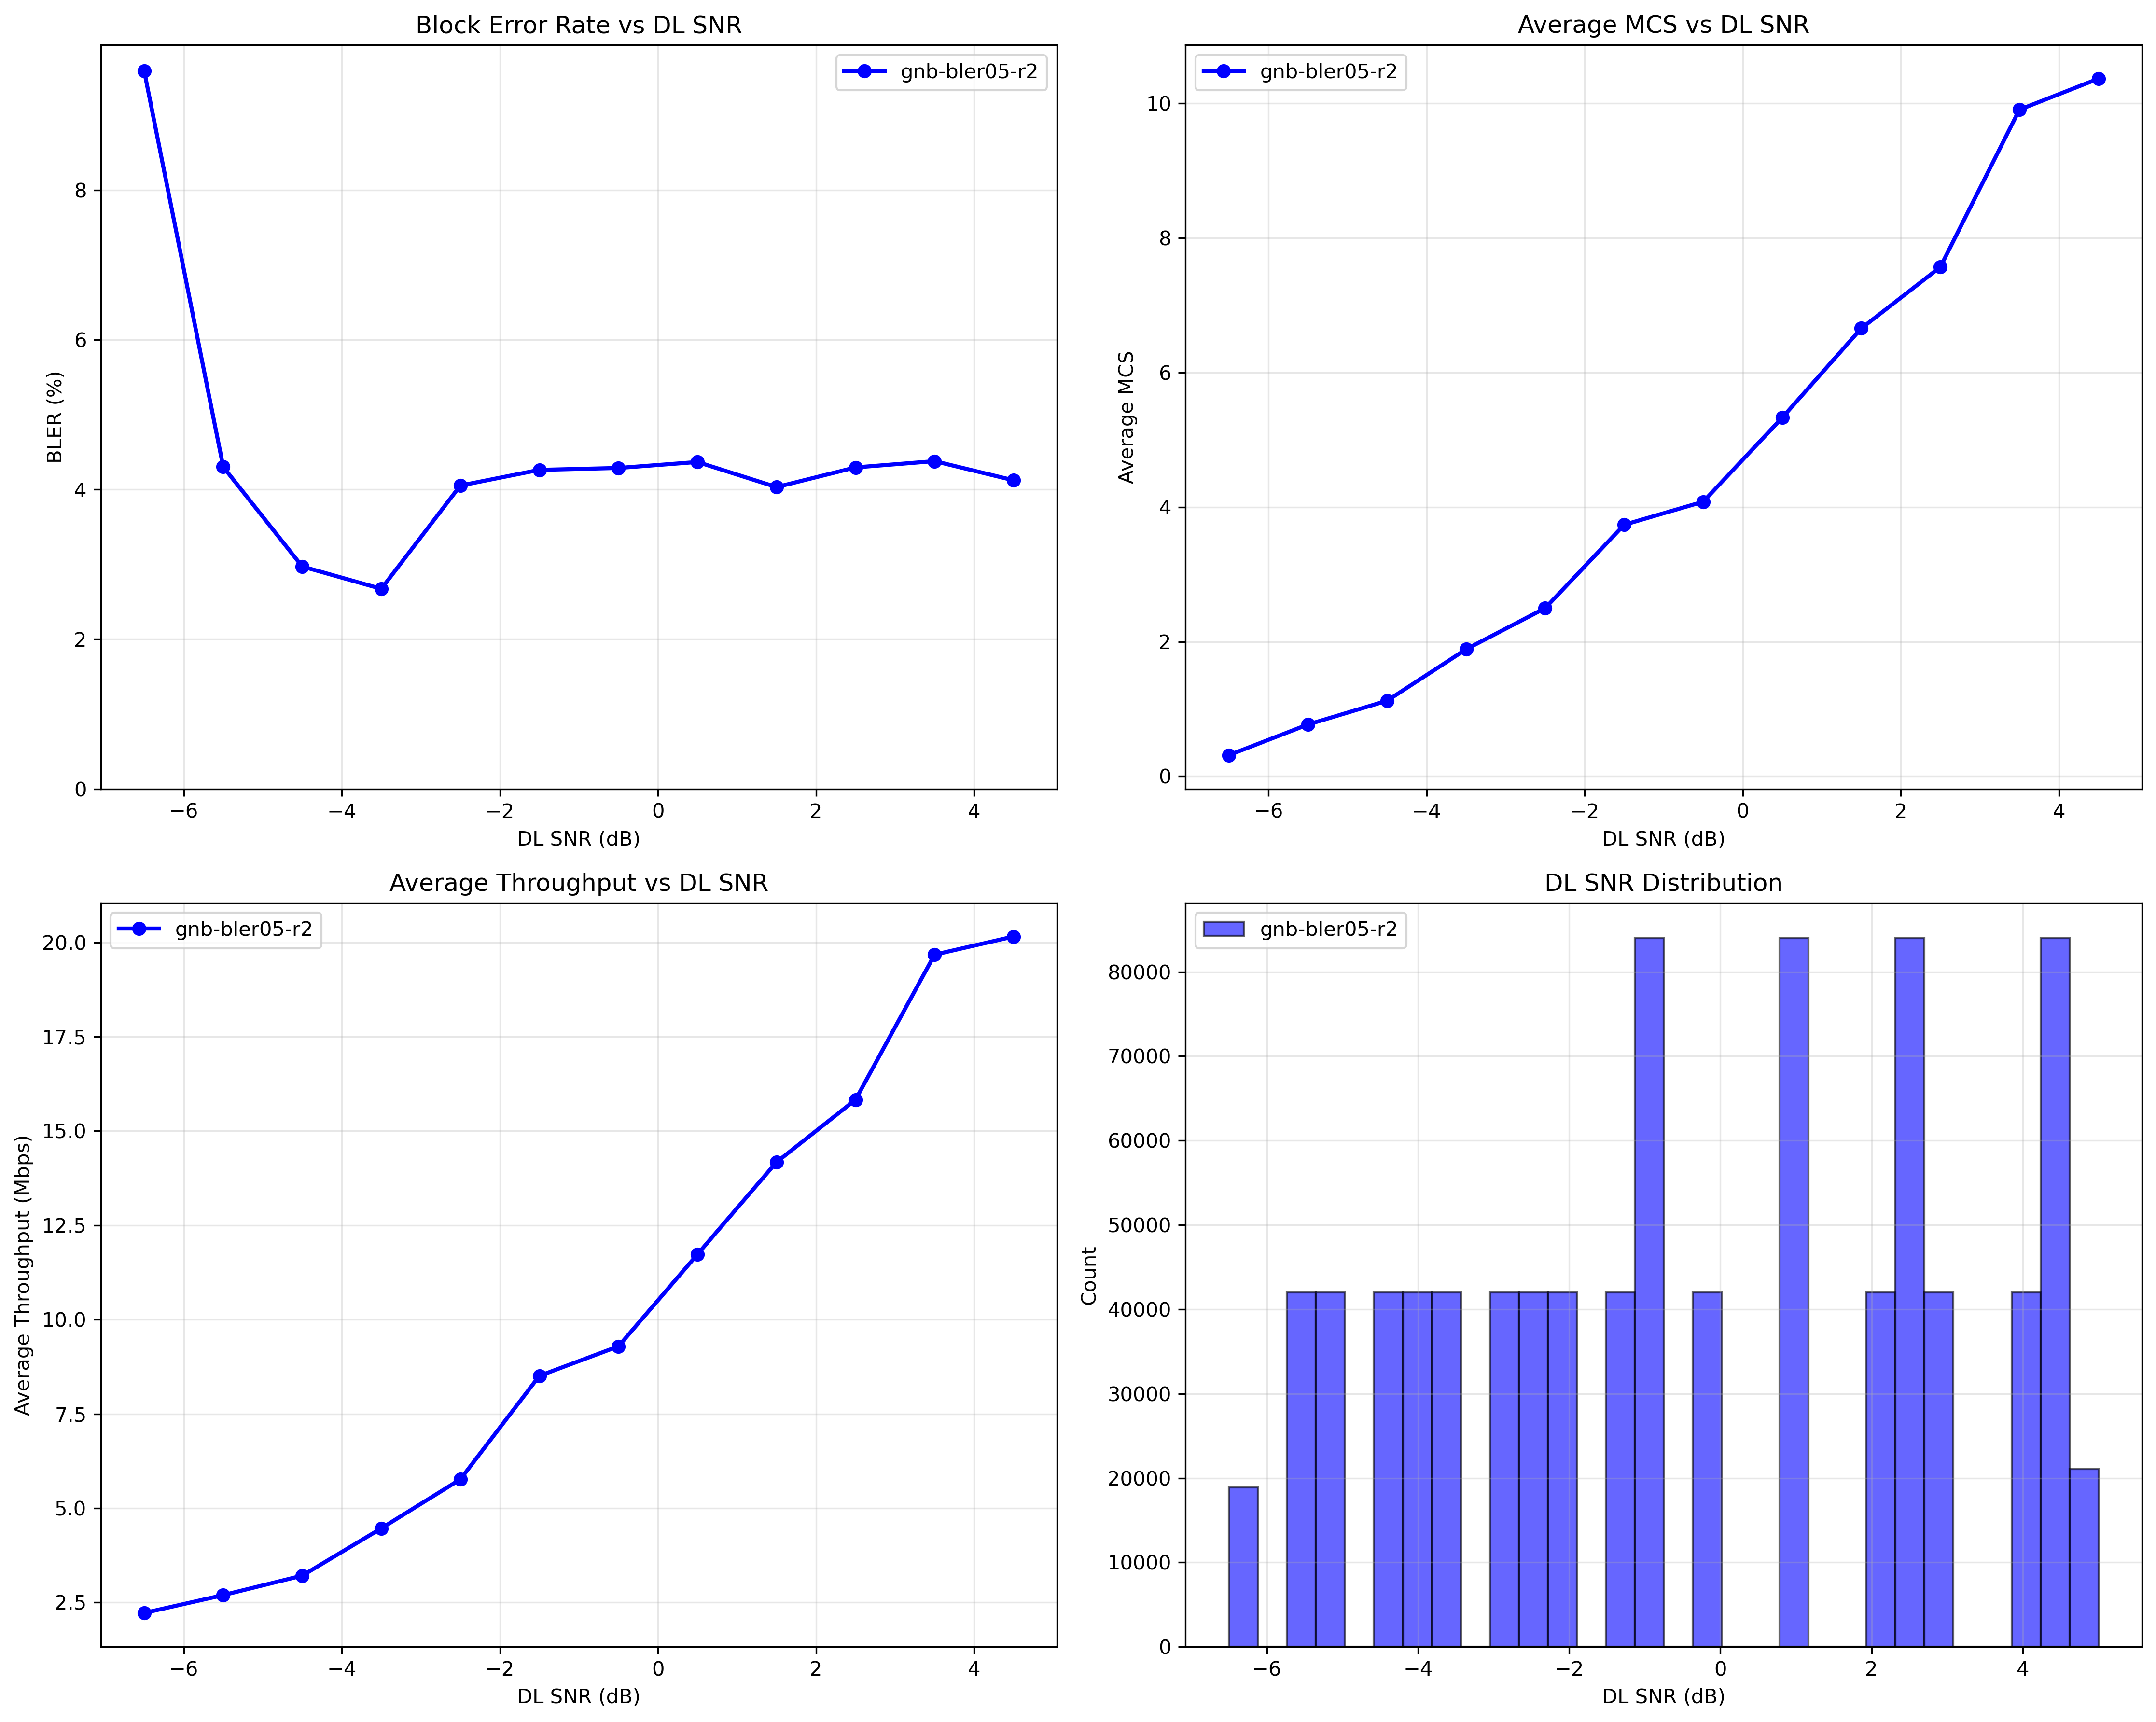 Block Error Rate vs DL SNR
gnb-bler05-r2
BLER (%)
8
6
4
2
0
−6 −4 −2 0 2 4
DL SNR (dB)
Average MCS vs DL SNR
gnb-bler05-r2
Average MCS
10
8
6
4
2
0
−6 −4 −2 0 2 4
DL SNR (dB)
Average Throughput vs DL SNR
gnb-bler05-r2
Average Throughput (Mbps)
20.0
17.5
15.0
12.5
10.0
7.5
5.0
2.5
−6 −4 −2 0 2 4
DL SNR (dB)
DL SNR Distribution
gnb-bler05-r2
Count
80000
70000
60000
50000
40000
30000
20000
10000
0
−6 −4 −2 0 2 4
DL SNR (dB)